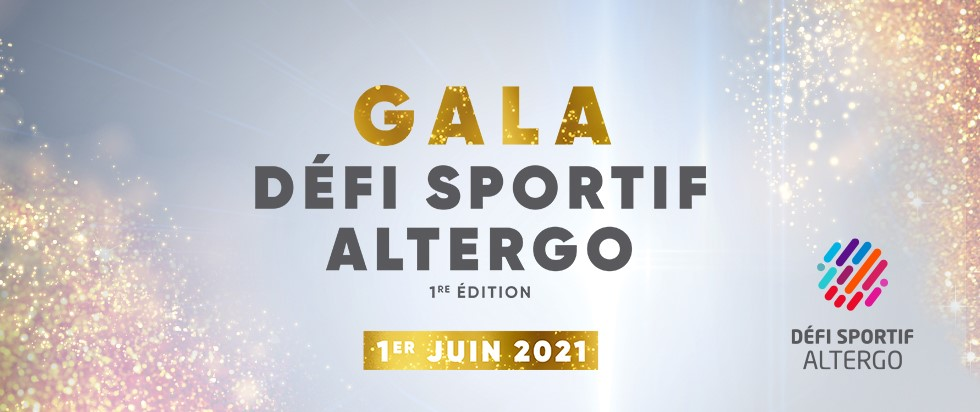 GALA
DÉFI SPORTIF
ALTERGO
1RE ÉDITION
1ER JUIN 2021
DÉFI SPORTIF
ALTERGO